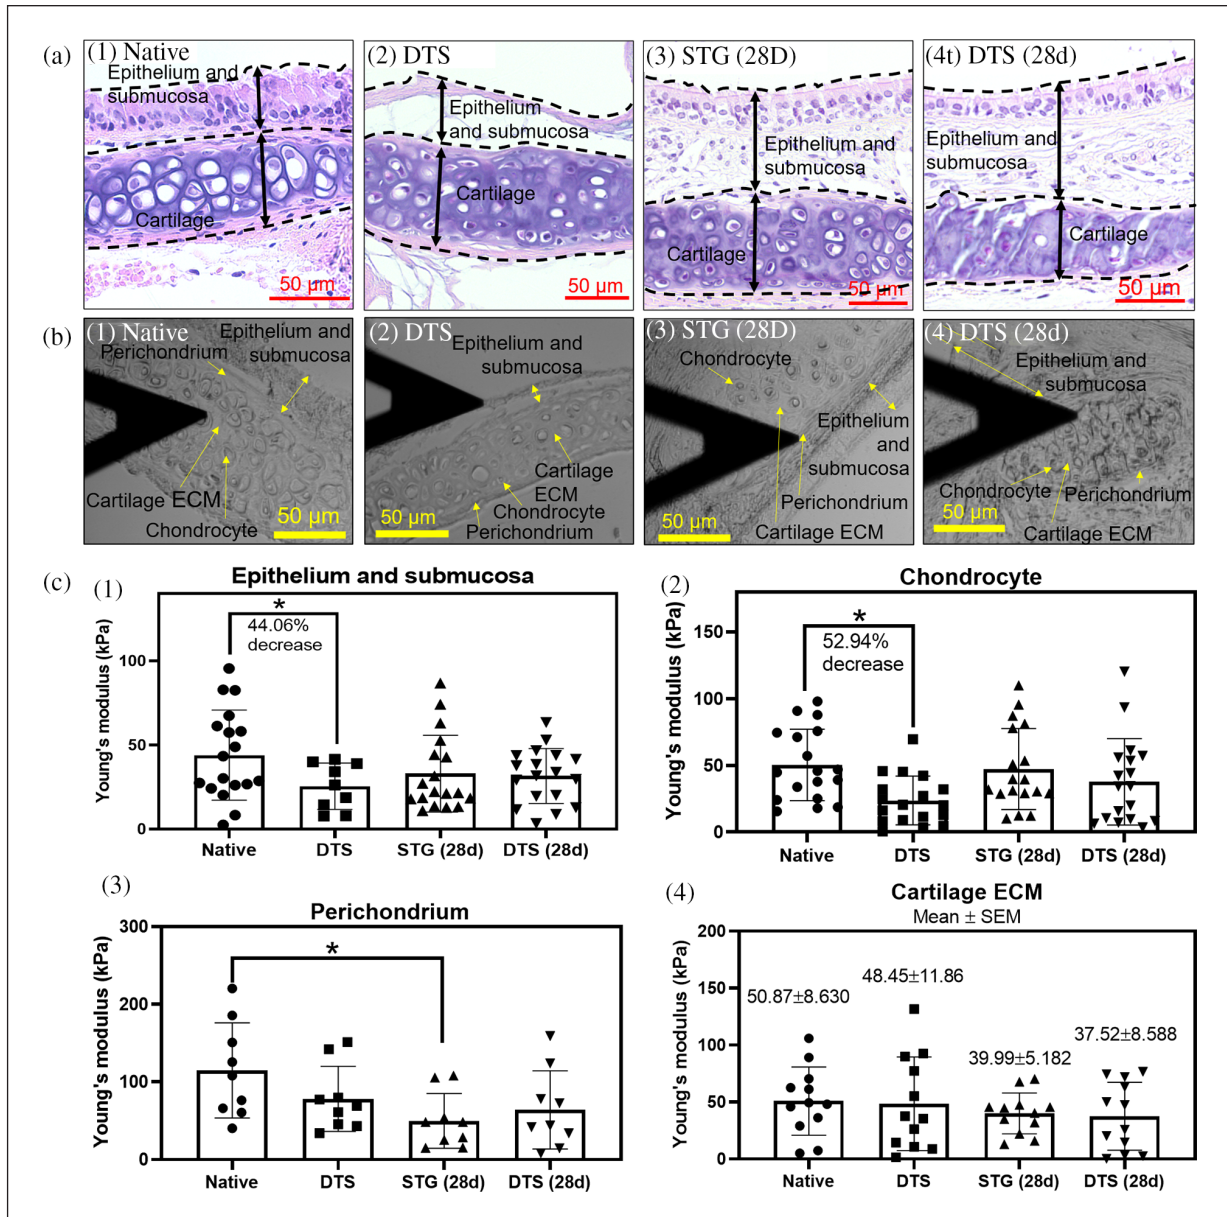 (a)
(1) Native
Epithelium and
submucosa
Cartilage
50 µm
(2) DTS
Epithelium
and submucosa
Cartilage
50 µm
(3) STG (28D)
Epithelium and
submucosa
Cartilage
50 µm
(4t) DTS (28d)
Epithelium and
submucosa
Cartilage
50 µm
(b)
(1) Native
Perichondrium
Epithelium and
submucosa
Cartilage ECM
Chondrocyte
50 µm
(2) DTS
Epithelium and
submucosa
Cartilage
ECM
Chondrocyte
Perichondrium
50 µm
(3) STG (28D)
Chondrocyte
Epithelium
and
submucosa
Perichondrium
Cartilage ECM
50 µm
(4) DTS (28d)
Epithelium and
submucosa
Chondrocyte
Perichondrium
Cartilage ECM
50 µm
(c)
(1)
Epithelium and submucosa
Young's modulus (kPa)
100
50
0
*
44.06%
decrease
Native DTS STG (28d) DTS (28d)
(2)
Chondrocyte
Young's modulus (kPa)
150
100
50
0
*
52.94%
decrease
Native DTS STG (28d) DTS (28d)
(3)
Perichondrium
Young's modulus (kPa)
300
200
100
0
*
Native DTS STG (28d) DTS (28d)
(4)
Cartilage ECM
Mean ± SEM
Young's modulus (kPa)
200
150
100
50
0
50.87±8.630
48.45±11.86
39.99±5.182
37.52±8.588
Native DTS STG (28d) DTS (28d)